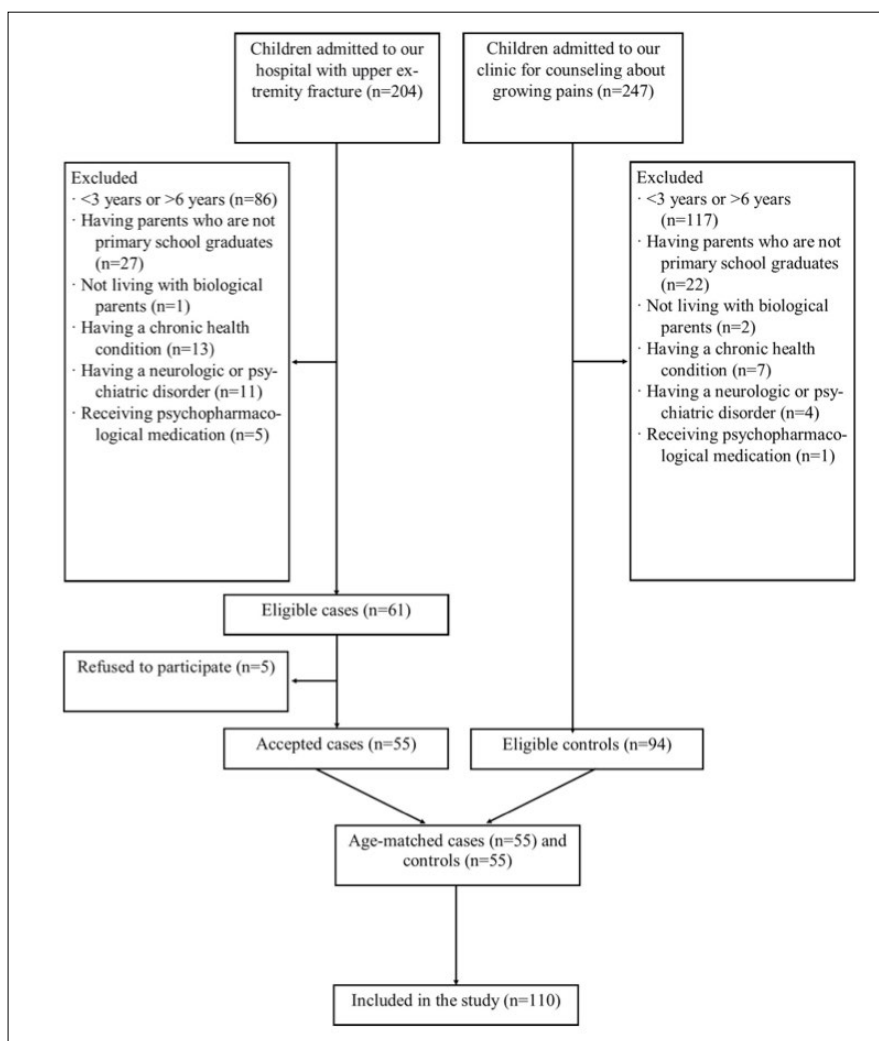 Children admitted to our
hospital with upper ex-
tremity fracture (n=204)
Children admitted to our
clinic for counseling about
growing pains (n=247)
Excluded
· <3 years or >6 years (n=86)
· Having parents who are not
primary school graduates
(n=27)
· Not living with biological
parents (n=1)
· Having a chronic health
condition (n=13)
· Having a neurologic or psy-
chiatric disorder (n=11)
· Receiving psychopharmaco-
logical medication (n=5)
Excluded
· <3 years or >6 years
(n=117)
· Having parents who are not
primary school graduates
(n=22)
· Not living with biological
parents (n=2)
· Having a chronic health
condition (n=7)
· Having a neurologic or psy-
chiatric disorder (n=4)
· Receiving psychopharmaco-
logical medication (n=1)
Eligible cases (n=61)
Refused to participate (n=5)
Accepted cases (n=55)
Eligible controls (n=94)
Age-matched cases (n=55) and
controls (n=55)
Included in the study (n=110)